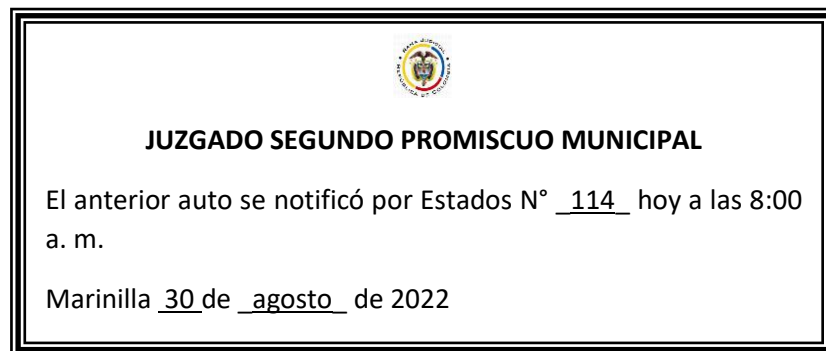 JUZGADO SEGUNDO PROMISCUO MUNICIPAL
El anterior auto se notificó por Estados N° _114_ hoy a las 8:00
a. m.
Marinilla _30 de _agosto_ de 2022